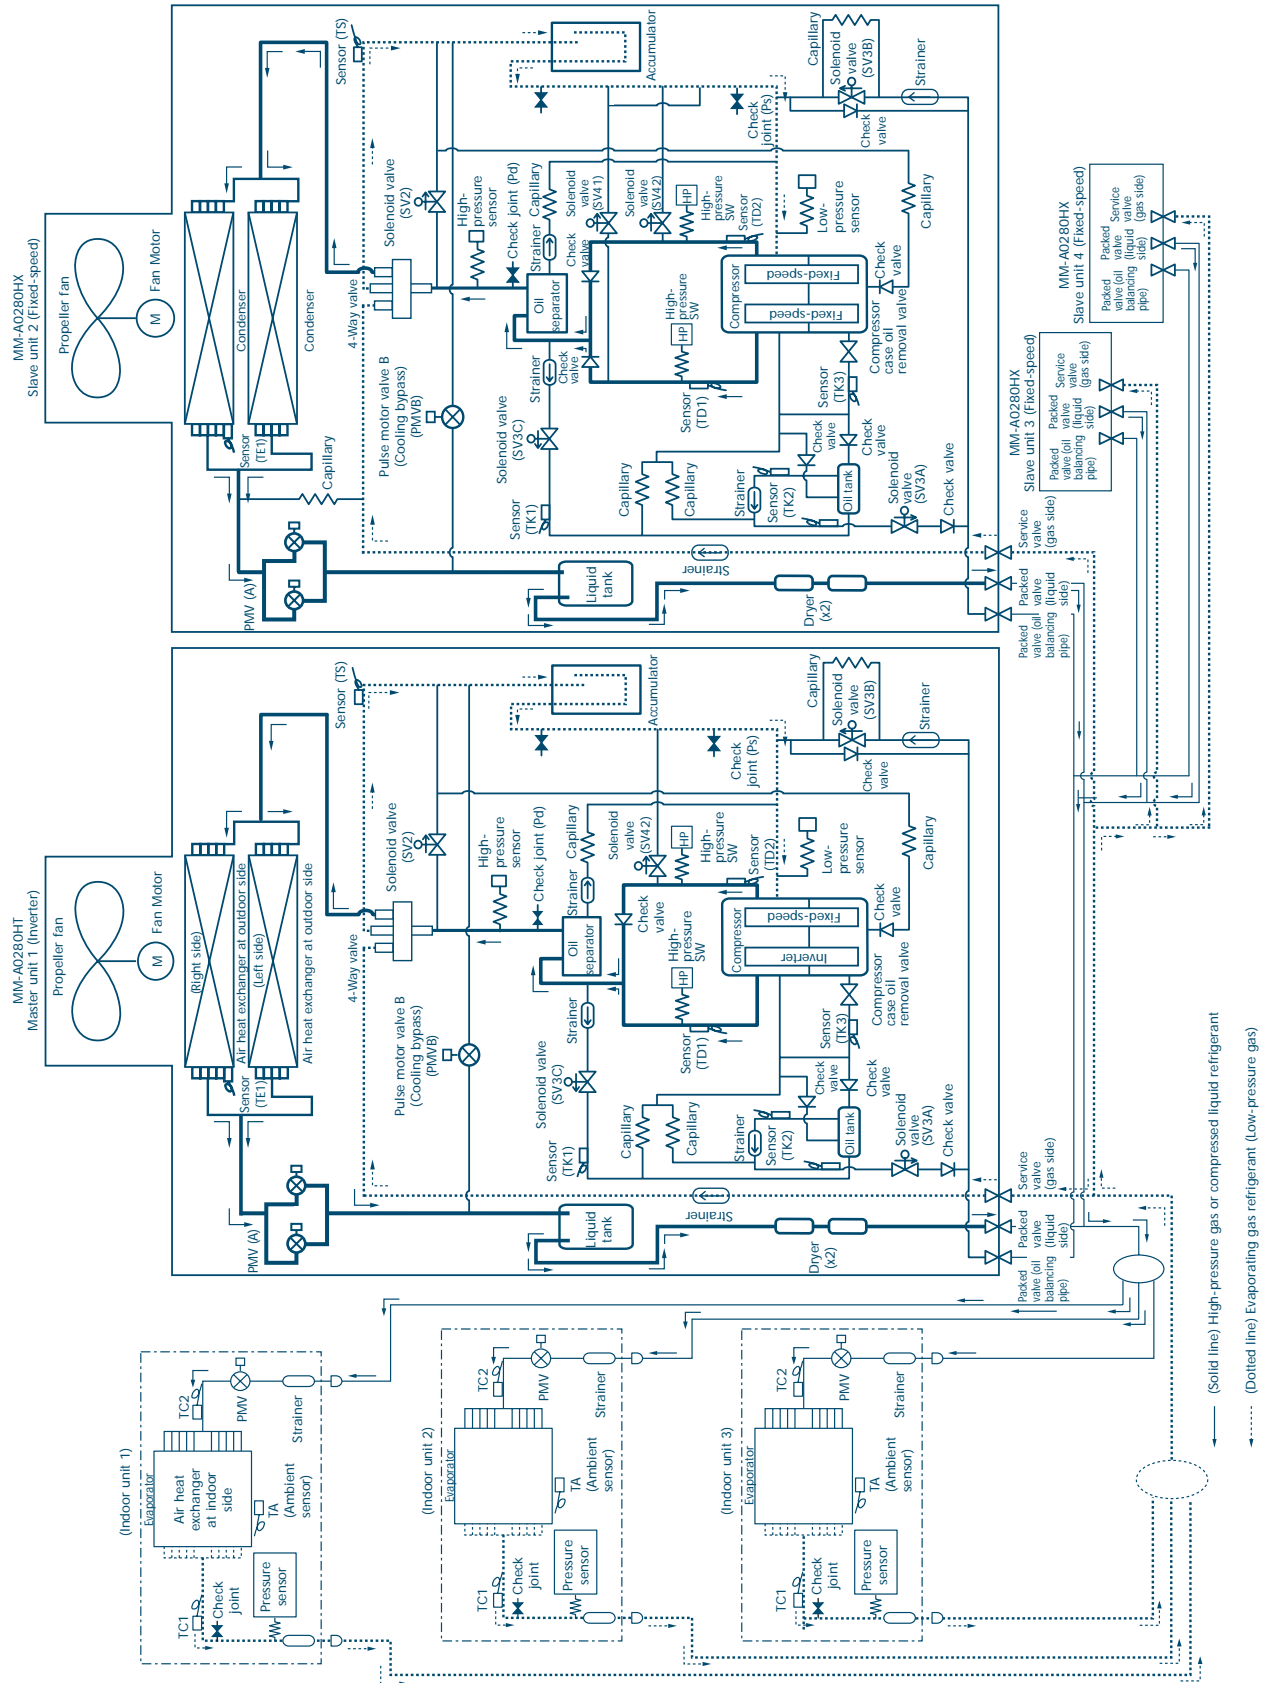 MM-A0280HX
Slave unit 2 (Fixed-speed)
Propeller fan
Fan Motor
M
Condenser
Condenser
Sensor
(TE1)
Capillary
PMV (A)
Sensor (TS)
4-Way valve
Solenoid valve
(SV2)
Pulse motor valve B
(Cooling bypass)
(PMVB)
High-
pressure
sensor
Check joint (Pd)
Accumulator
Capillary
Strainer
Check
valve
Oil
separator
Strainer
Check
valve
Solenoid valve
(SV3C)
Sensor
(TK1)
Solenoid
valve
(SV41)
Solenoid
valve
(SV42)
HP
High-
pressure
SW
Sensor
(TD2)
High-
pressure
SW
HP
Sensor
(TD1)
Check
joint (Ps)
Capillary
Solenoid
valve
(SV3B)
Strainer
Check
valve
Low-
pressure
sensor
Capillary
Compressor
Fixed-speed
Fixed-speed
Check
valve
Compressor
case oil
removal valve
Sensor
(TK3)
Check
valve
Check
valve
Capillary
Capillary
Strainer
Sensor
(TK2)
Oil tank
Solenoid
valve
(SV3A)
Check valve
Liquid
tank
Strainer
Dryer
(x2)
Service
valve
(gas side)
Packed
valve
(liquid
side)
Packed
valve (oil
balancing
pipe)
MM-A0280HX
Slave unit 3 (Fixed-speed)
Service
valve
(gas side)
Packed
valve
(liquid
side)
Packed
valve (oil
balancing
pipe)
MM-A0280HX
Slave unit 4 (Fixed-speed)
Service
valve
(gas side)
Packed
valve
(liquid
side)
Packed
valve (oil
balancing
pipe)
MM-A0280HT
Master unit 1 (Inverter)
Propeller fan
Fan Motor
M
(Right side)
Air heat exchanger at outdoor side
(Left side)
Air heat exchanger at outdoor side
Sensor
(TE1)
PMV (A)
Sensor (TS)
4-Way valve
Solenoid valve
(SV2)
Pulse motor valve B
(Cooling bypass)
(PMVB)
High-
pressure
sensor
Check joint (Pd)
Accumulator
Capillary
Strainer
Oil
separator
Strainer
Solenoid valve
(SV3C)
Sensor
(TK1)
Solenoid
valve
(SV42)
Check
valve
HP
High-
pressure
SW
Sensor
(TD2)
High-
pressure
SW
HP
Sensor
(TD1)
Check
joint (Ps)
Capillary
Solenoid
valve
(SV3B)
Strainer
Check
valve
Low-
pressure
sensor
Capillary
Compressor
Fixed-speed
Inverter
Check
valve
Compressor
case oil
removal valve
Sensor
(TK3)
Check
valve
Check
valve
Capillary
Capillary
Strainer
Sensor
(TK2)
Oil tank
Solenoid
valve
(SV3A)
Check valve
Liquid
tank
Strainer
Dryer
(x2)
Service
valve
(gas side)
Packed
valve
(liquid
side)
Packed
valve (oil
balancing
pipe)
(Indoor unit 1)
Evaporator
Air heat
exchanger
at indoor
side
TC2
PMV
Strainer
TA
(Ambient
sensor)
TC1
Check
joint
Pressure
sensor
(Indoor unit 2)
Evaporator
TC2
PMV
Strainer
TA
(Ambient
sensor)
TC1
Check
joint
Pressure
sensor
(Indoor unit 3)
Evaporator
TC2
PMV
Strainer
TA
(Ambient
sensor)
TC1
Check
joint
Pressure
sensor
(Solid line) High-pressure gas or compressed liquid refrigerant
(Dotted line) Evaporating gas refrigerant (Low-pressure gas)